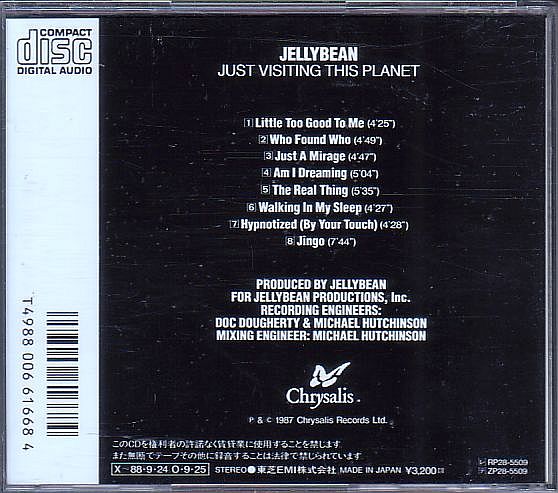 COMPACT
disc
DIGITAL AUDIO
JELLYBEAN
JUST VISITING THIS PLANET
1 Little Too Good To Me (4'25")
2 Who Found Who (4'49")
3 Just A Mirage (4'47")
4 Am I Dreaming (5'04")
5 The Real Thing (5'35")
6 Walking In My Sleep (4'27")
7 Hypnotized (By Your Touch) (4'28")
8 Jingo (7'44")
PRODUCED BY JELLYBEAN
FOR JELLYBEAN PRODUCTIONS, Inc.
RECORDING ENGINEERS:
DOC DOUGHERTY & MICHAEL HUTCHINSON
MIXING ENGINEER: MICHAEL HUTCHINSON
Chrysalis
℗ & © 1987 Chrysalis Records Ltd.
T4988 006 61668 4
このCDを権利者の許諾なく賃貸業に使用することを禁じます
また無断でテープその他に録音することは法律で禁じられています。
X~88・9・24 O・9・25 STEREO 東芝EMI株式会社 MADE IN JAPAN ¥3,200
RP28-5509
ZP28-5509